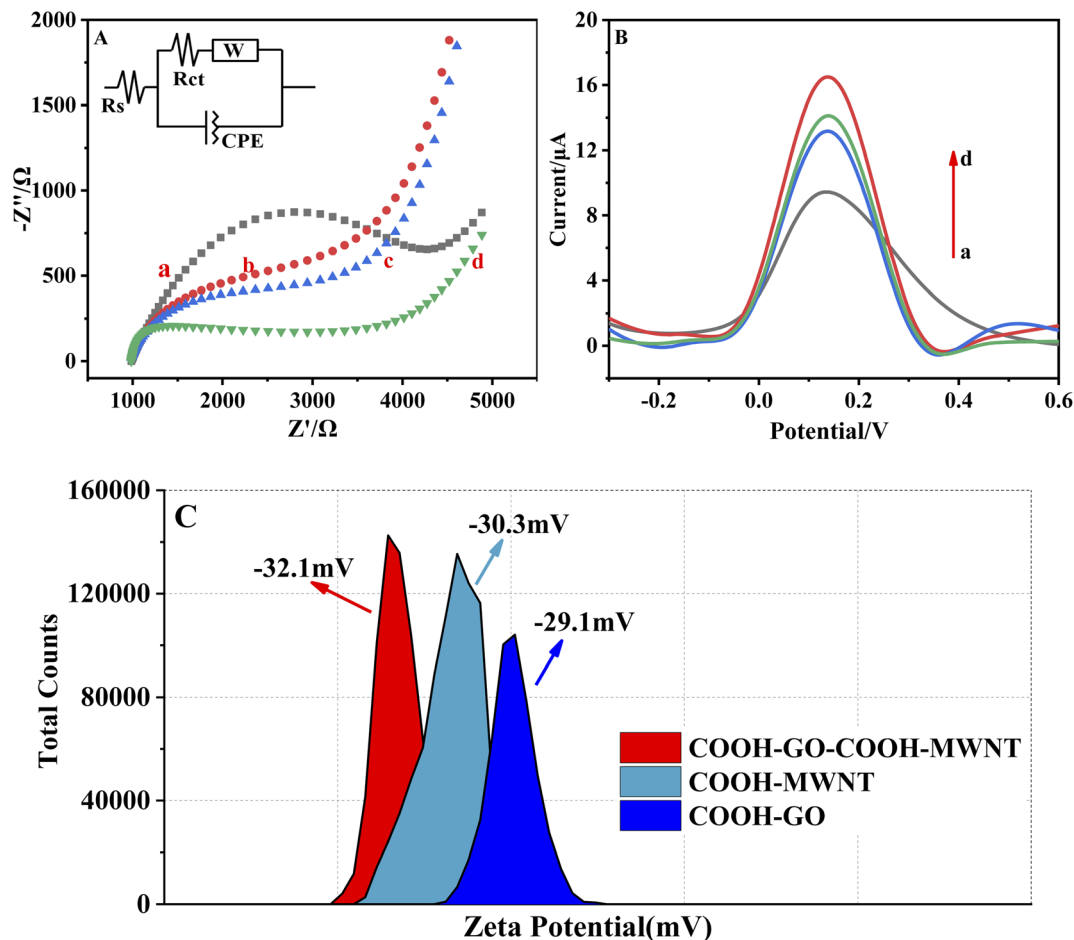 A
Rs
Rct
W
CPE
a
b
c
d
-Z"/Ω
2000
1500
1000
500
0
1000 2000 3000 4000 5000
Z'/Ω
B
d
a
Current/μA
20
16
12
8
4
0
-0.2 0.0 0.2 0.4 0.6
Potential/V
C
-32.1mV
-30.3mV
-29.1mV
COOH-GO-COOH-MWNT
COOH-MWNT
COOH-GO
Total Counts
160000
120000
80000
40000
0
Zeta Potential(mV)